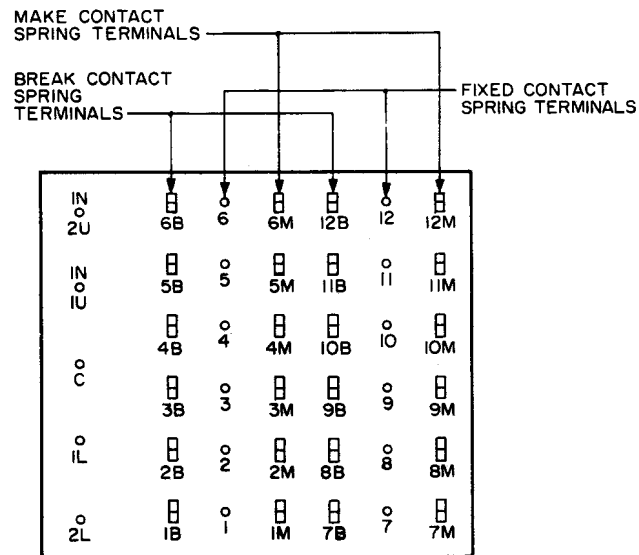 MAKE CONTACT
SPRING TERMINALS
BREAK CONTACT
SPRING
TERMINALS
FIXED CONTACT
SPRING TERMINALS
IN
2U
6B 6 6M 12B 12 12M
IN
1U
5B 5 5M 11B 11 11M
4B 4 4M 10B 10 10M
C
3B 3 3M 9B 9 9M
1L
2B 2 2M 8B 8 8M
2L
1B 1 1M 7B 7 7M